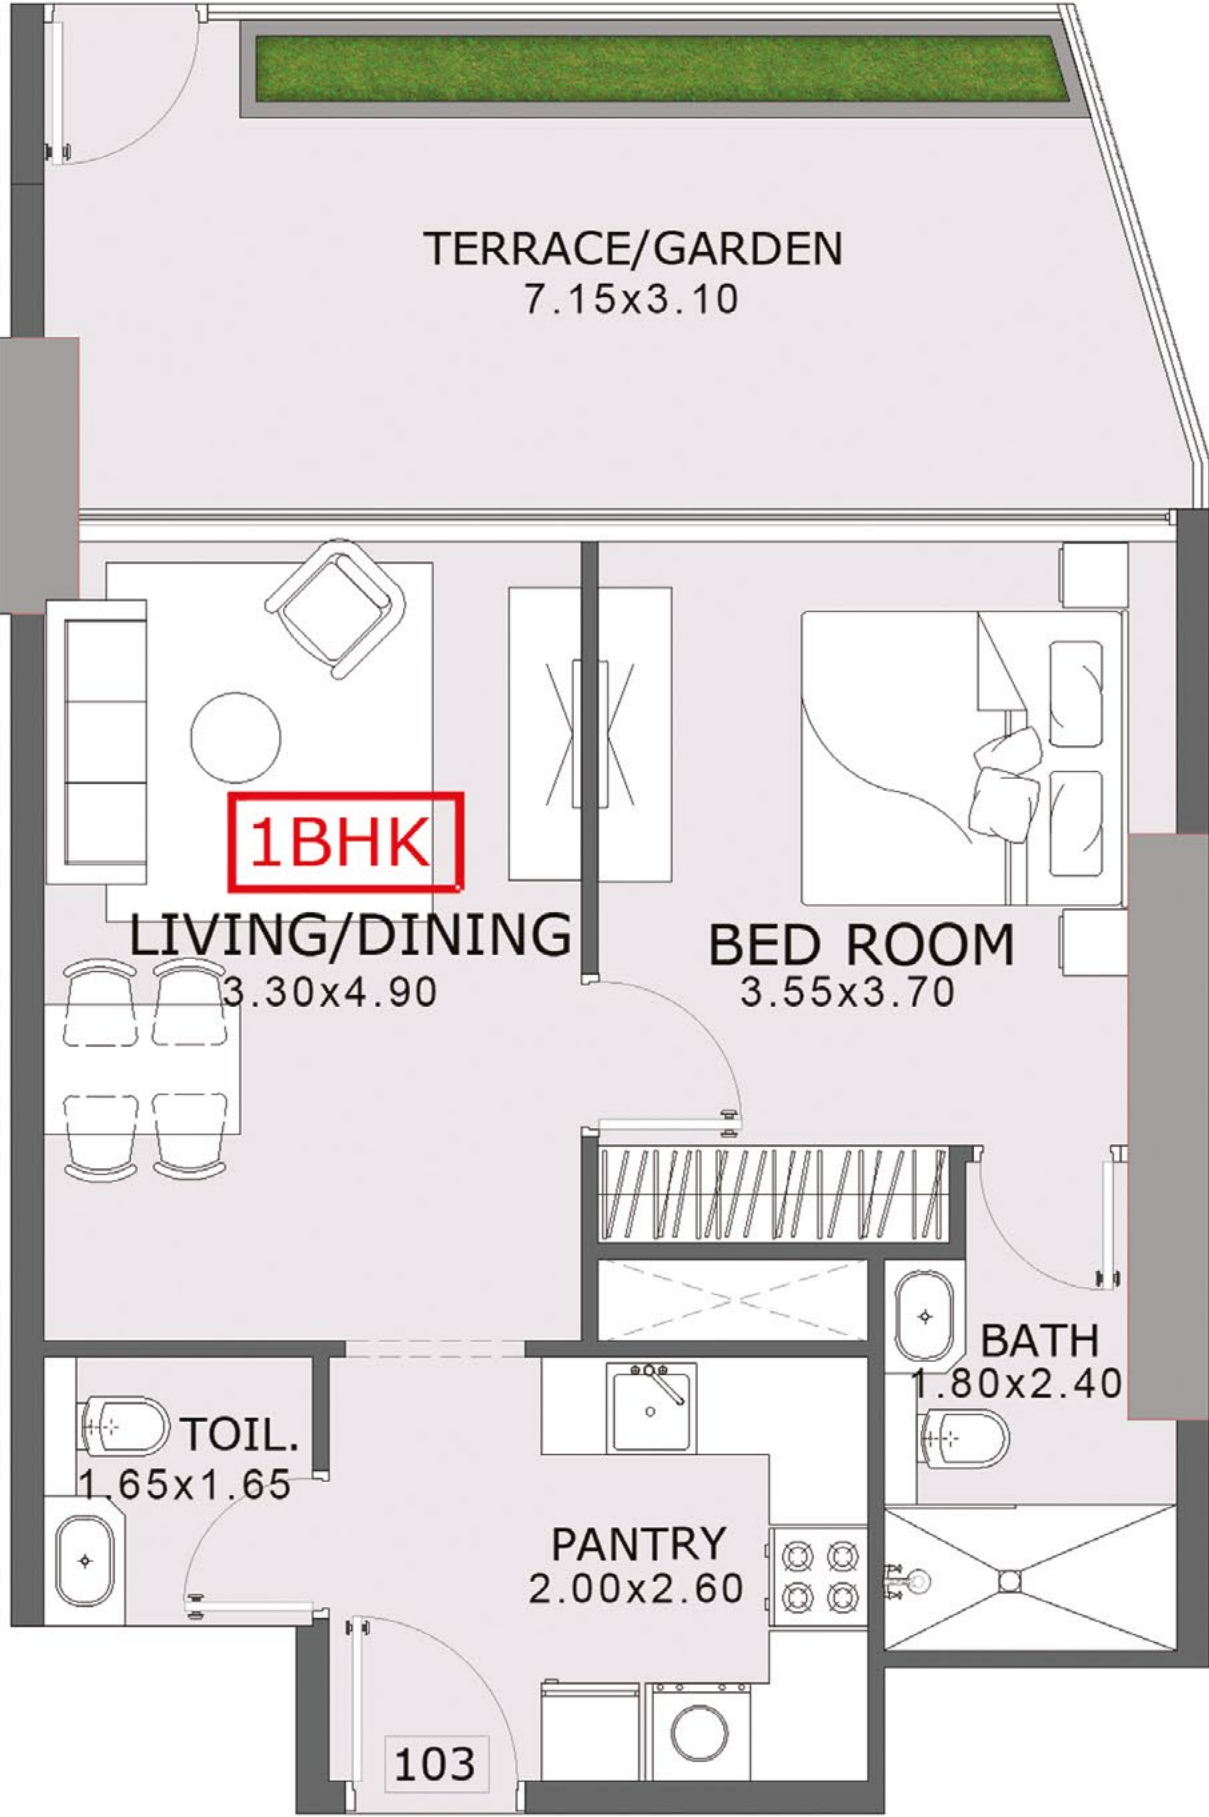 TERRACE/GARDEN
7.15x3.10
1BHK
LIVING/DINING
3.30x4.90
BED ROOM
3.55x3.70
BATH
1.80x2.40
TOIL.
1.65x1.65
PANTRY
2.00x2.60
103